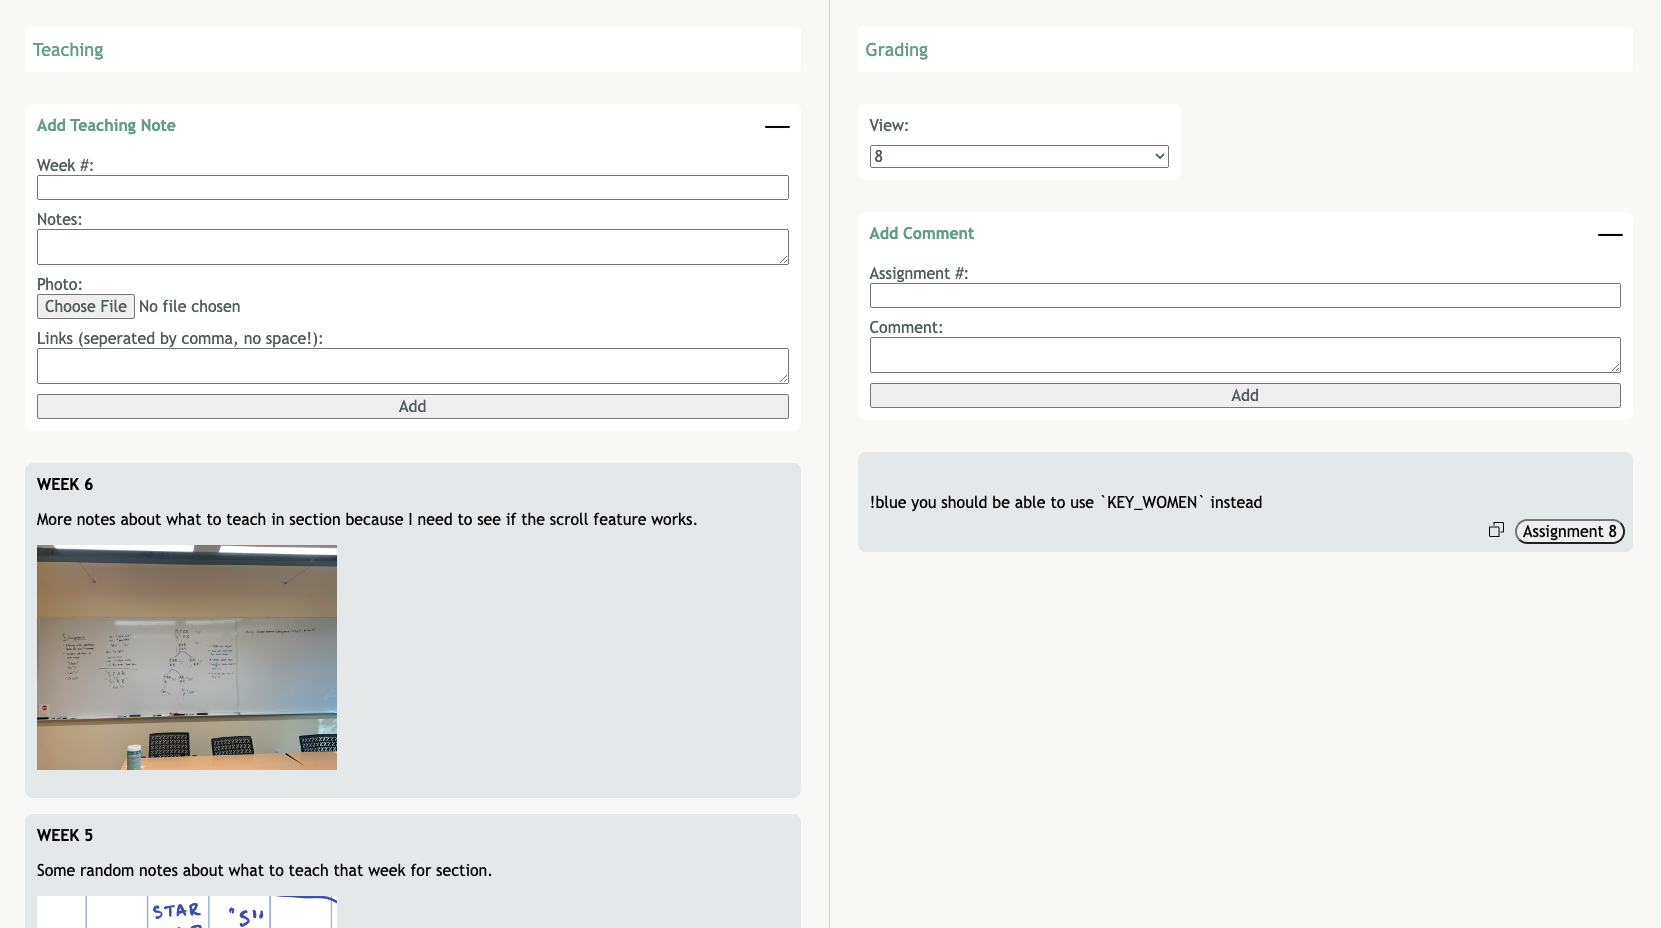 Teaching
Add Teaching Note
Week #:
Notes:
Photo:
Choose File No file chosen
Links (seperated by comma, no space!):
Add
WEEK 6
More notes about what to teach in section because I need to see if the scroll feature works.
WEEK 5
Some random notes about what to teach that week for section.
STAR "S"
Grading
View:
8
Add Comment
Assignment #:
Comment:
Add
!blue you should be able to use `KEY_WOMEN` instead
Assignment 8